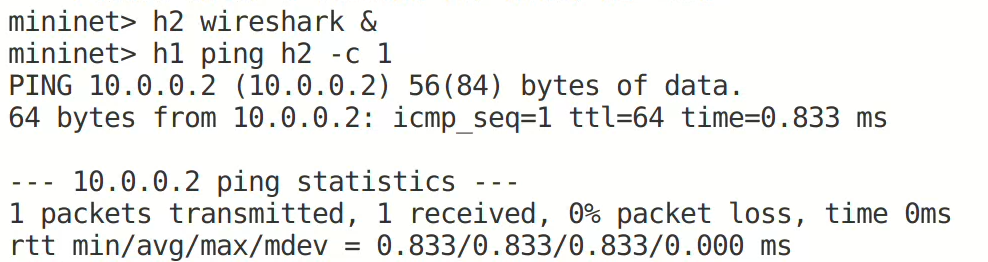 mininet> h2 wireshark &
mininet> h1 ping h2 -c 1
PING 10.0.0.2 (10.0.0.2) 56(84) bytes of data.
64 bytes from 10.0.0.2: icmp_seq=1 ttl=64 time=0.833 ms
--- 10.0.0.2 ping statistics ---
1 packets transmitted, 1 received, 0% packet loss, time 0ms
rtt min/avg/max/mdev = 0.833/0.833/0.833/0.000 ms